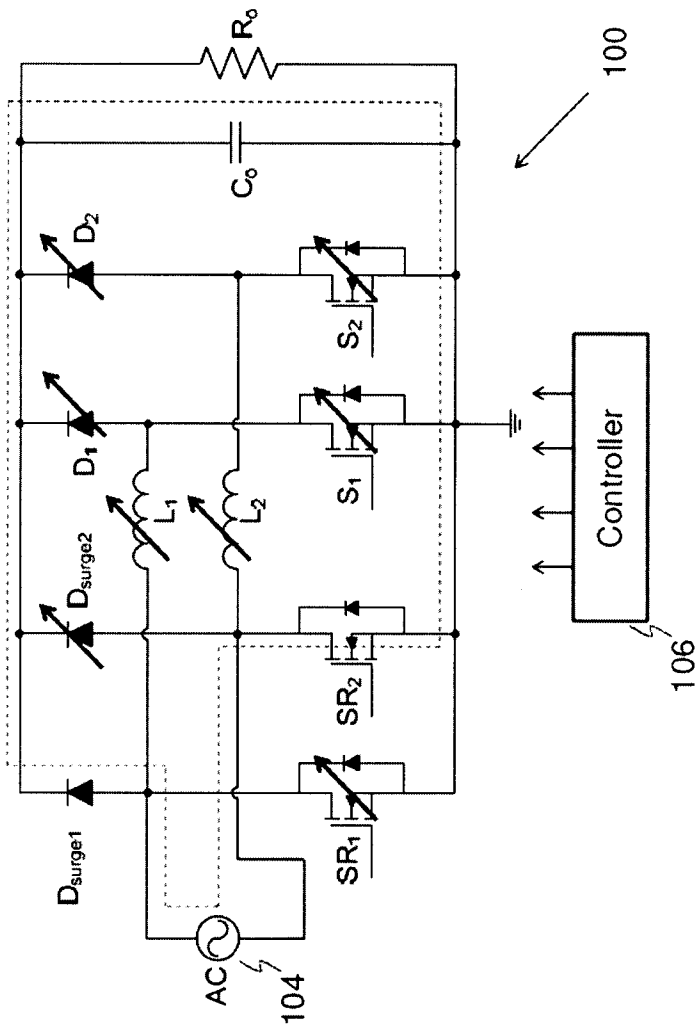 Dsurge1
Dsurge2
D1
D2
L1
L2
Co
Ro
AC
104
SR1
SR2
S1
S2
100
Controller
106